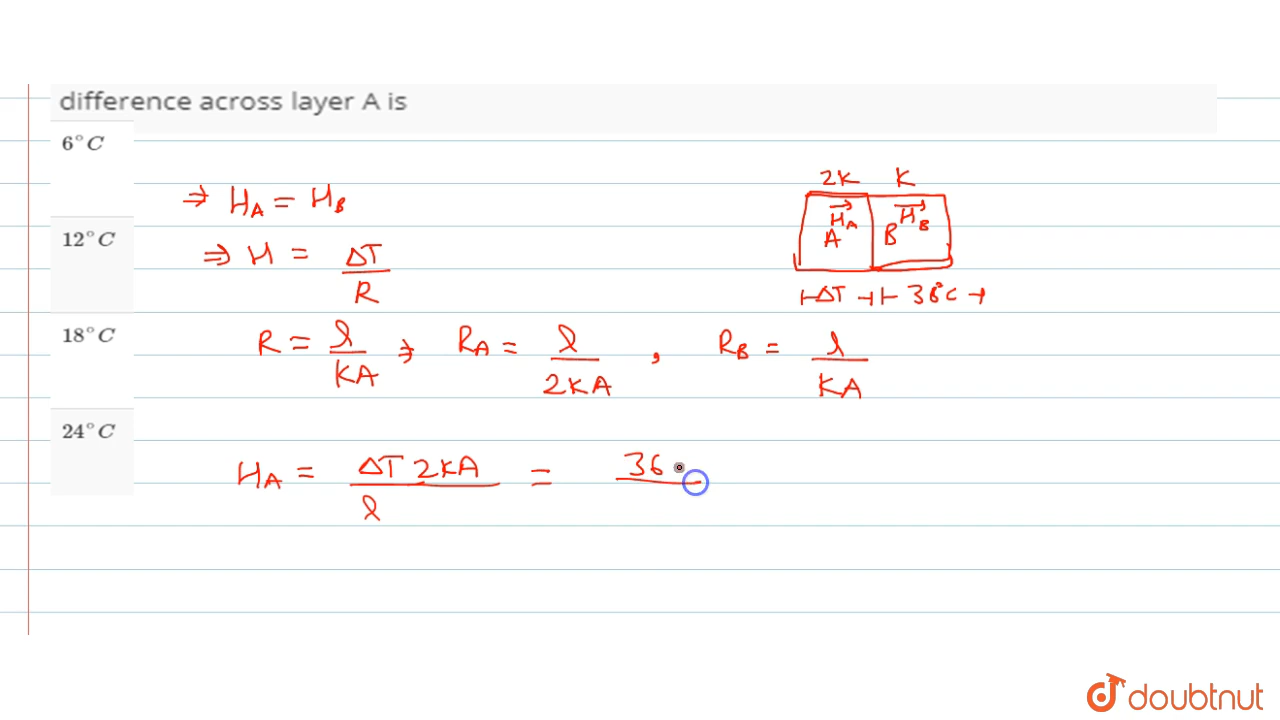 difference across layer A is
6°C
12°C
18°C
24°C
2K K
H_A H_B
A B
ΔT 36°C
⇒ H_A = H_B
⇒ H = ΔT/R
R = l/KA ⇒ R_A = l/2KA , R_B = l/KA
H_A = ΔT 2KA/l = 36
doubtnut